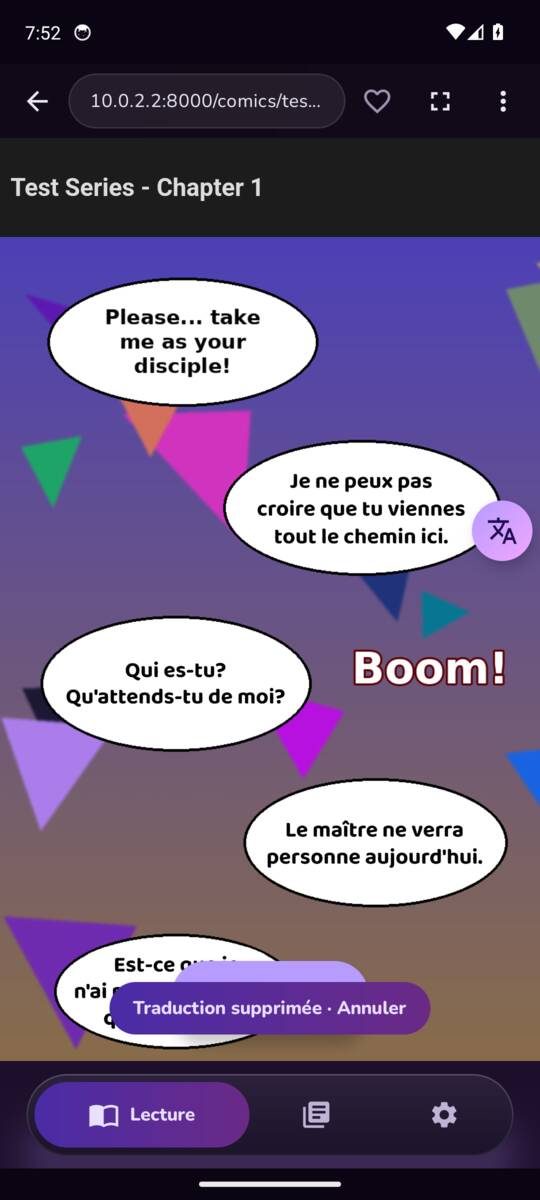 7:52
10.0.2.2:8000/comics/tes...
Test Series - Chapter 1
Please... take
me as your
disciple!
Je ne peux pas
croire que tu viennes
tout le chemin ici.
Qui es-tu?
Qu'attends-tu de moi?
Boom!
Le maître ne verra
personne aujourd'hui.
Est-ce
n'ai
Traduction supprimée · Annuler
Lecture